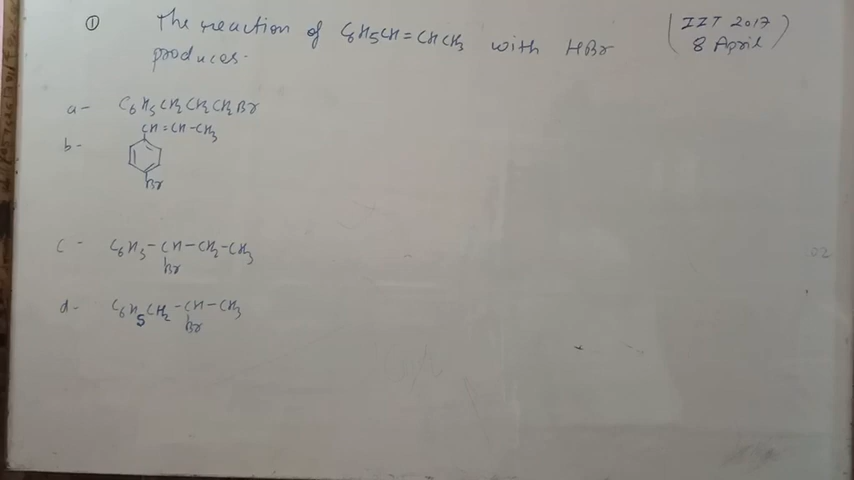 ① The reaction of C6H5CH=CHCH3 with HBr (IIT 2017
produces. 8 April)
a- C6H5CH2CH2CH2Br
b- CH=CH-CH3
Br
c- C6H5-CH-CH2-CH3
Br
d- C6H5CH2-CH-CH3
Br